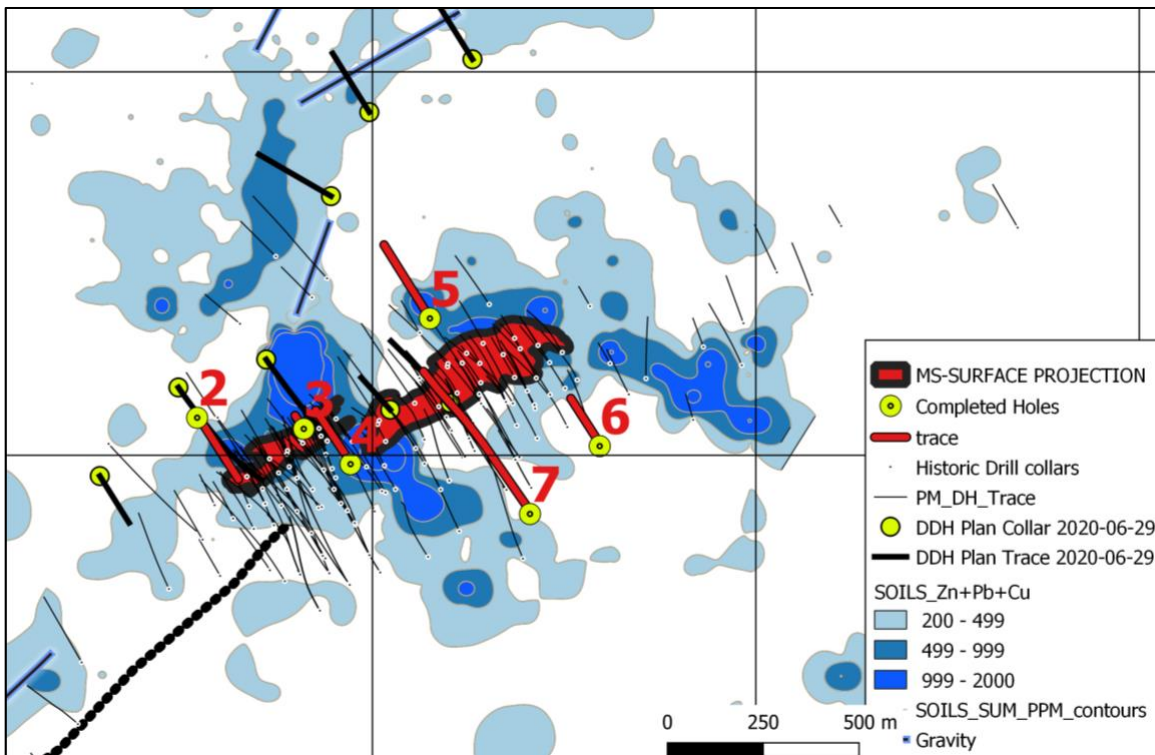 5
2
3
4
6
7
MS-SURFACE PROJECTION
Completed Holes
trace
Historic Drill collars
PM_DH_Trace
DDH Plan Collar 2020-06-29
DDH Plan Trace 2020-06-29
SOILS_Zn+Pb+Cu
200 - 499
499 - 999
999 - 2000
SOILS_SUM_PPM_contours
Gravity
0 250 500 m